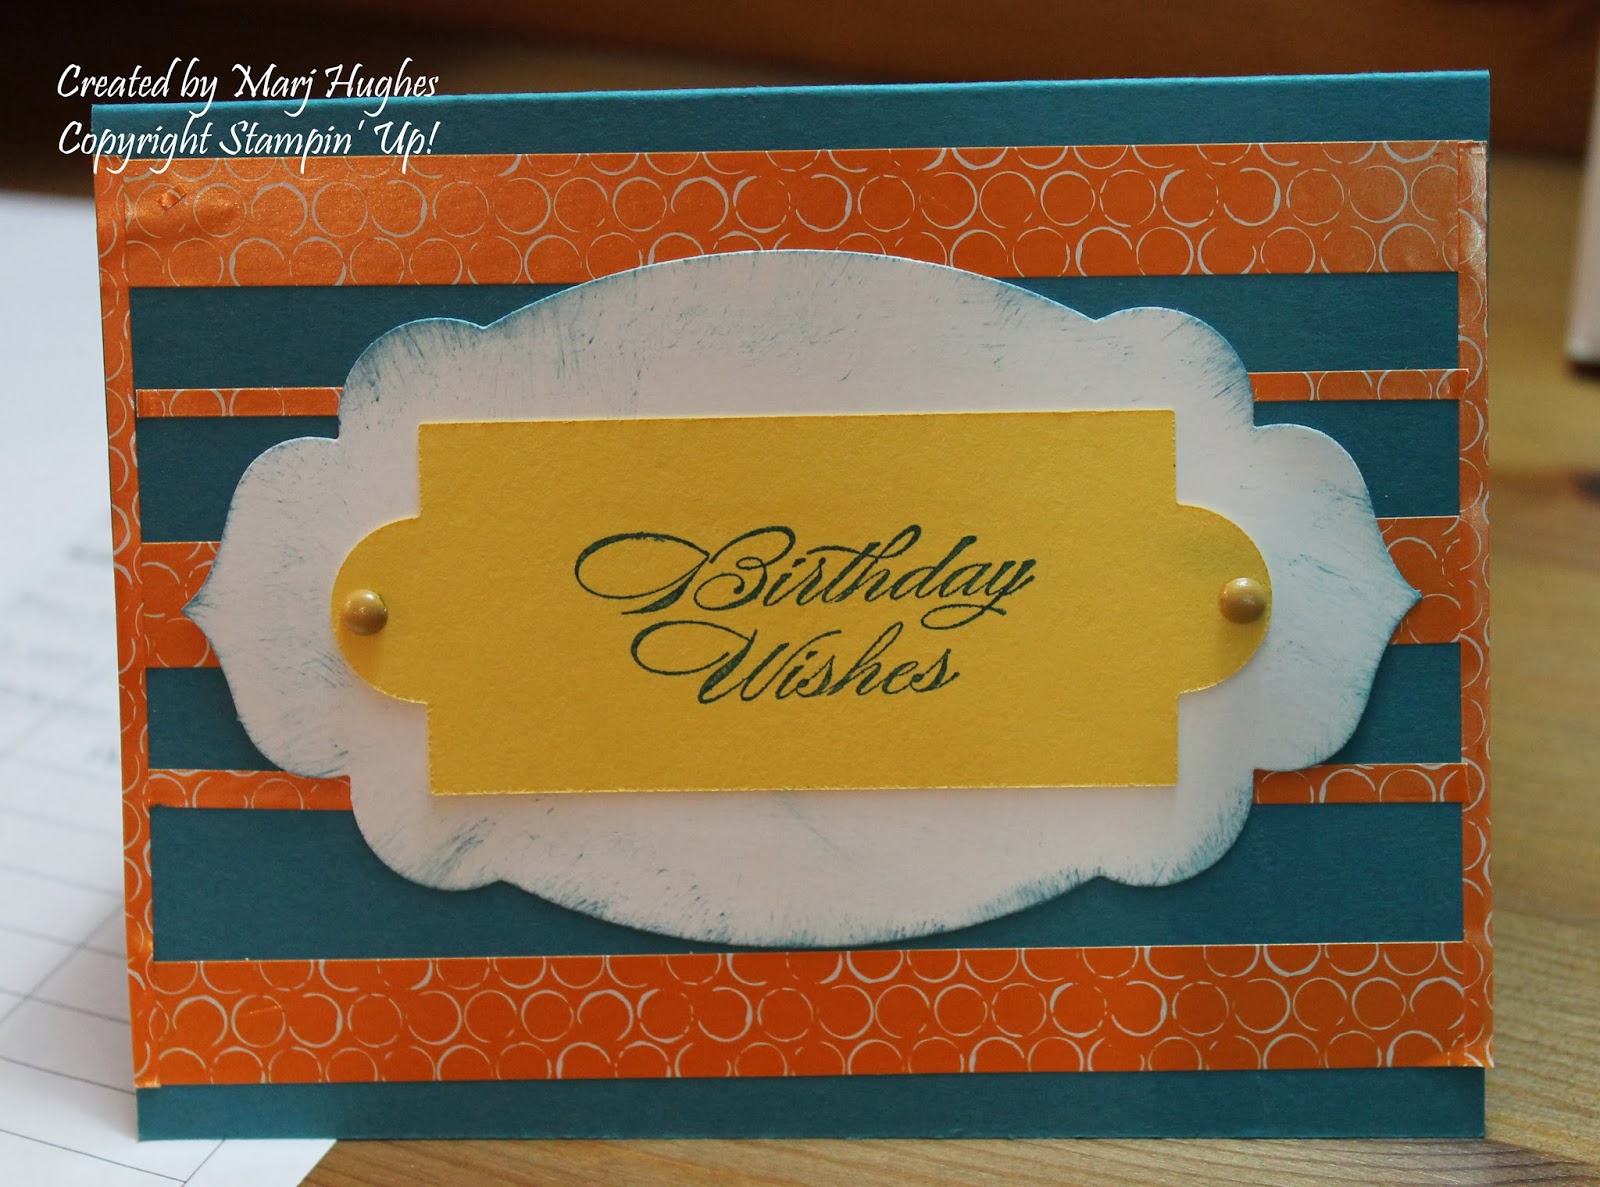 Created by Marj Hughes
Copyright Stampin' Up!
Birthday
Wishes